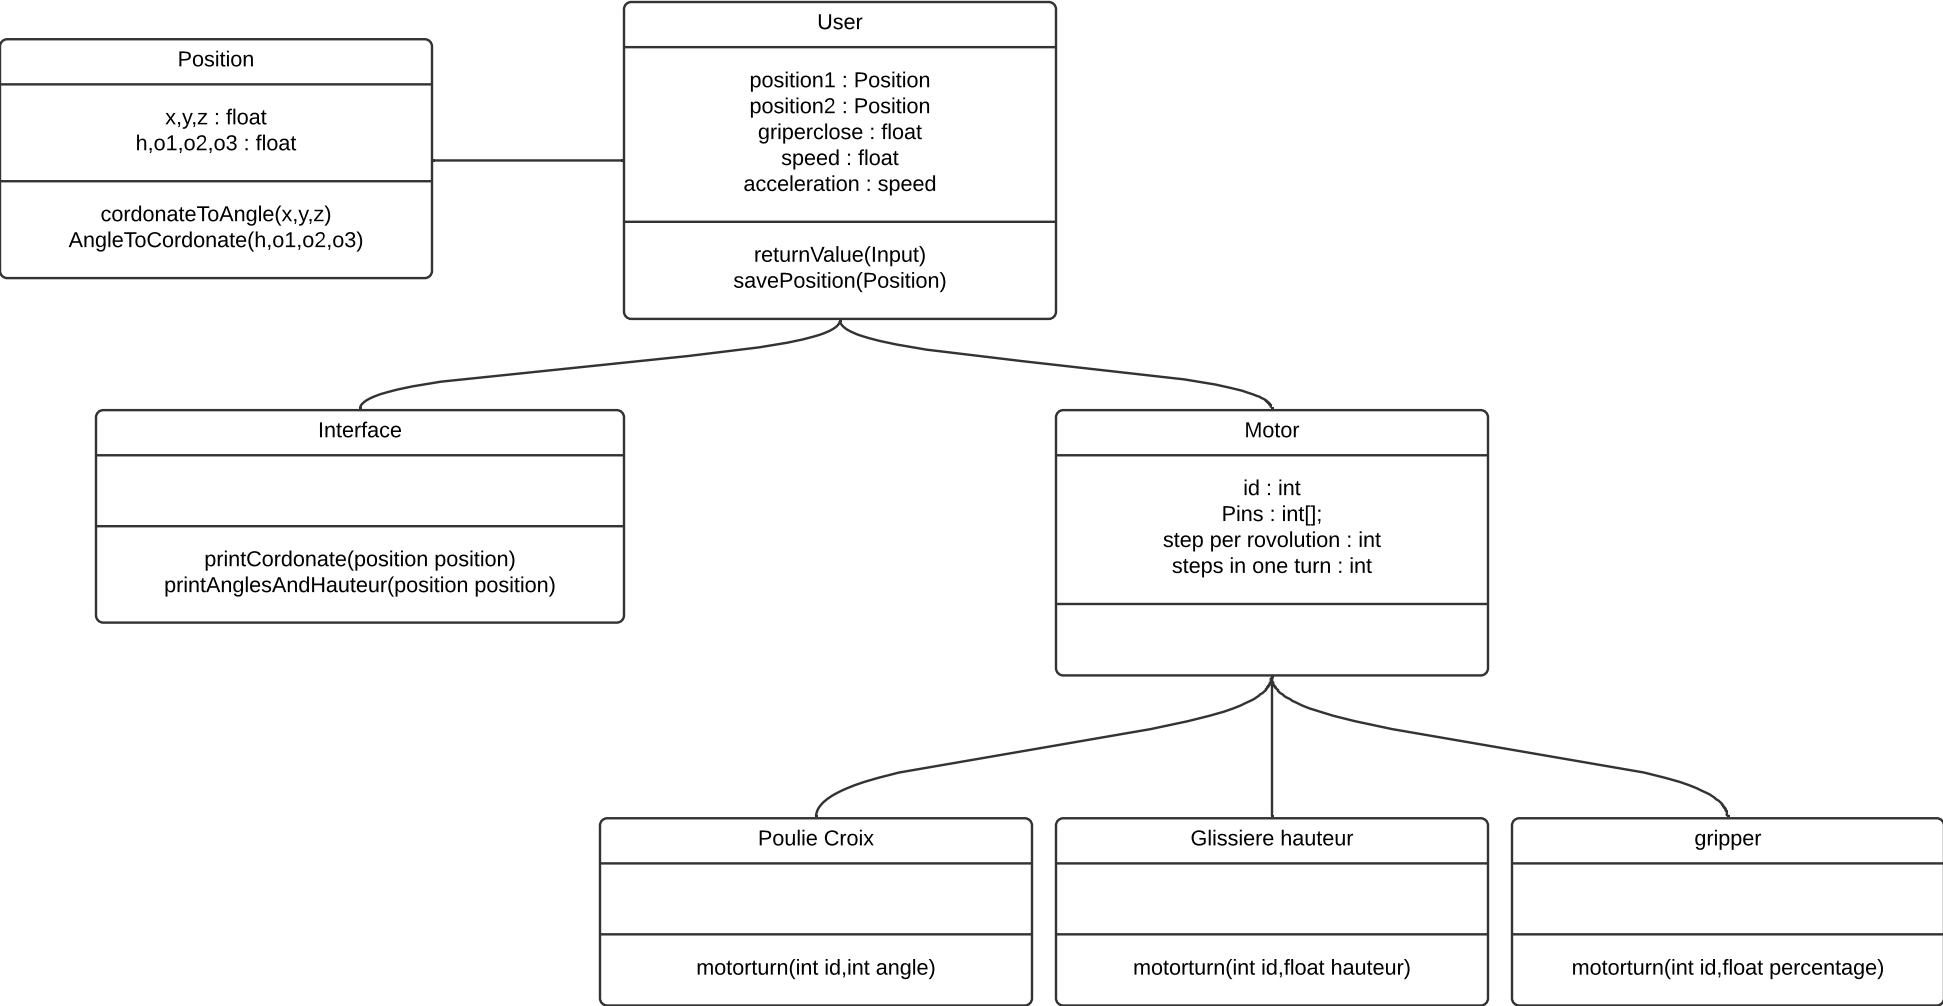 User
position1 : Position
position2 : Position
griperclose : float
speed : float
acceleration : speed
returnValue(Input)
savePosition(Position)
Position
x,y,z : float
h,o1,o2,o3 : float
cordonateToAngle(x,y,z)
AngleToCordonate(h,o1,o2,o3)
Interface
printCordonate(position position)
printAnglesAndHauteur(position position)
Motor
id : int
Pins : int[];
step per rovolution : int
steps in one turn : int
Poulie Croix
motorturn(int id,int angle)
Glissiere hauteur
motorturn(int id,float hauteur)
gripper
motorturn(int id,float percentage)